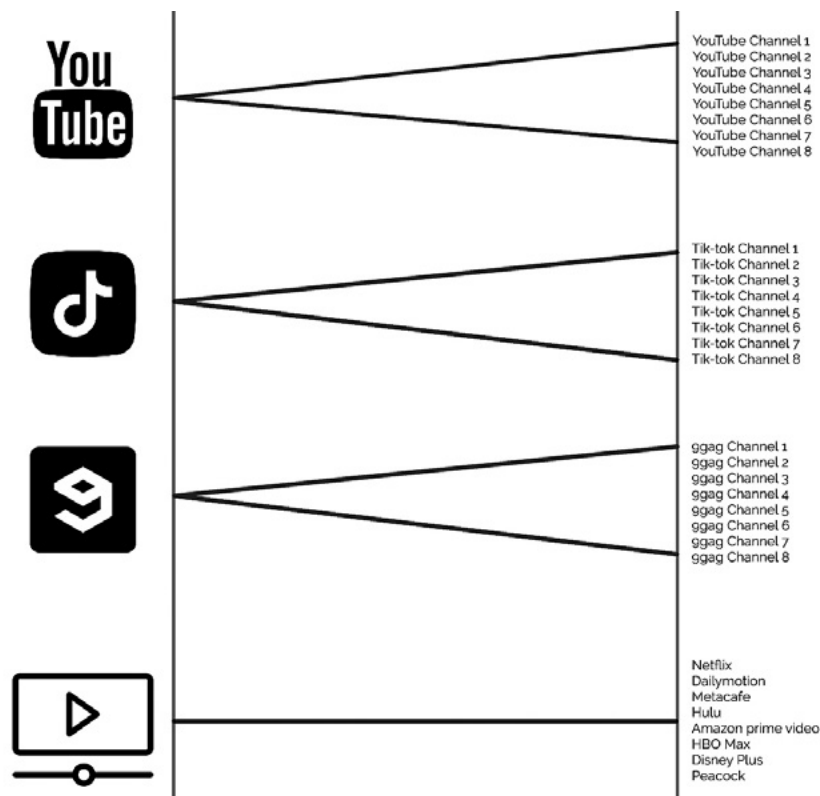 You
Tube
YouTube Channel 1
YouTube Channel 2
YouTube Channel 3
YouTube Channel 4
YouTube Channel 5
YouTube Channel 6
YouTube Channel 7
YouTube Channel 8
Tik-tok Channel 1
Tik-tok Channel 2
Tik-tok Channel 3
Tik-tok Channel 4
Tik-tok Channel 5
Tik-tok Channel 6
Tik-tok Channel 7
Tik-tok Channel 8
9
9gag Channel 1
9gag Channel 2
9gag Channel 3
9gag Channel 4
9gag Channel 5
9gag Channel 6
9gag Channel 7
9gag Channel 8
Netflix
Dailymotion
Metacafe
Hulu
Amazon prime video
HBO Max
Disney Plus
Peacock